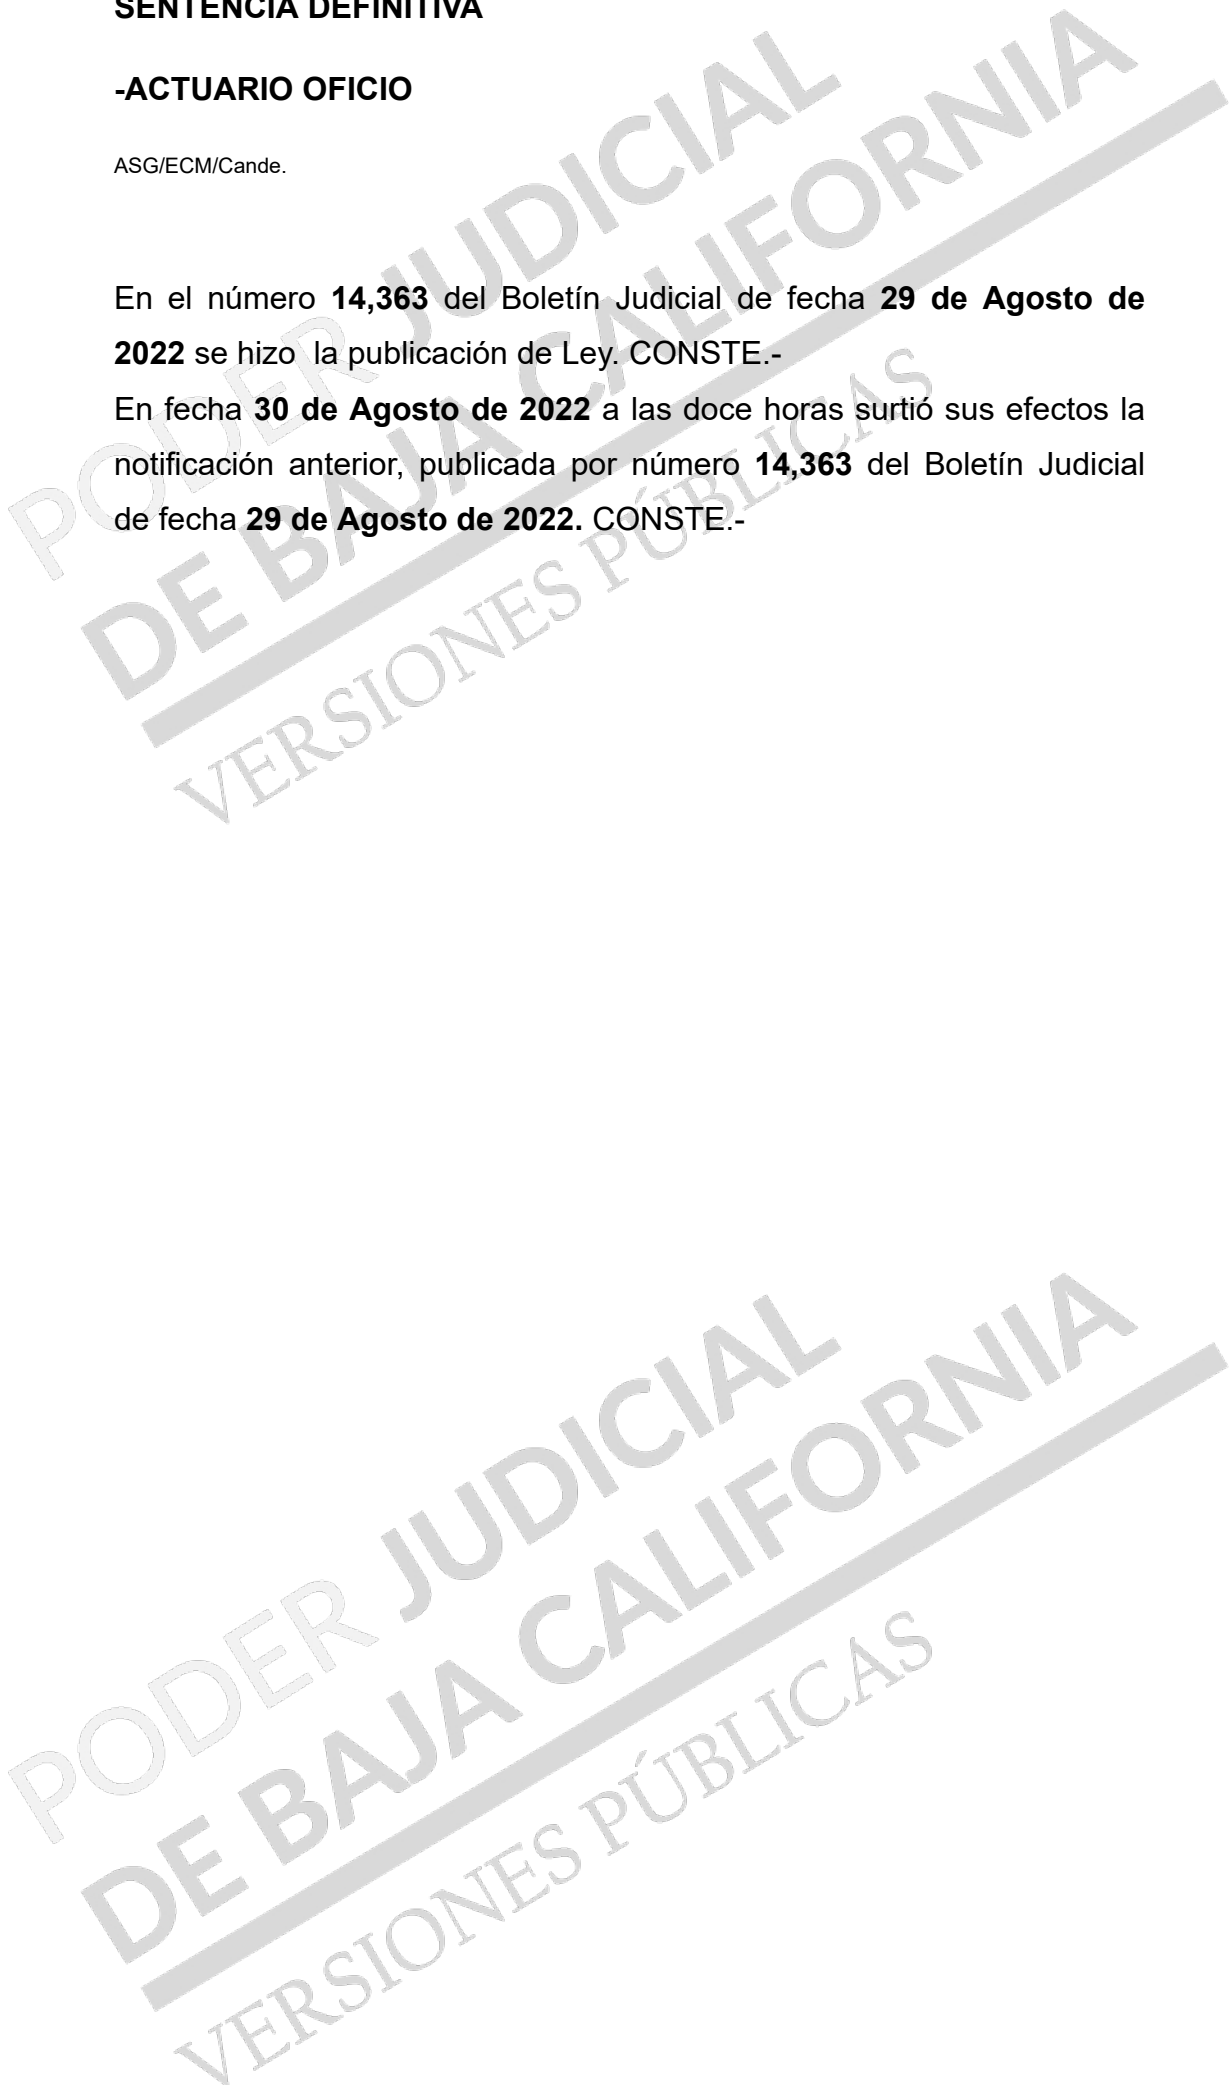 SENTENCIA DEFINITIVA
-ACTUARIO OFICIO
ASG/ECM/Cande.
En el número 14,363 del Boletín Judicial de fecha 29 de Agosto de
2022 se hizo la publicación de Ley. CONSTE.-
En fecha 30 de Agosto de 2022 a las doce horas surtió sus efectos la
notificación anterior, publicada por número 14,363 del Boletín Judicial
de fecha 29 de Agosto de 2022. CONSTE.-
PODER JUDICIAL
DE BAJA CALIFORNIA
VERSIONES PÚBLICAS
PODER JUDICIAL
DE BAJA CALIFORNIA
VERSIONES PÚBLICAS